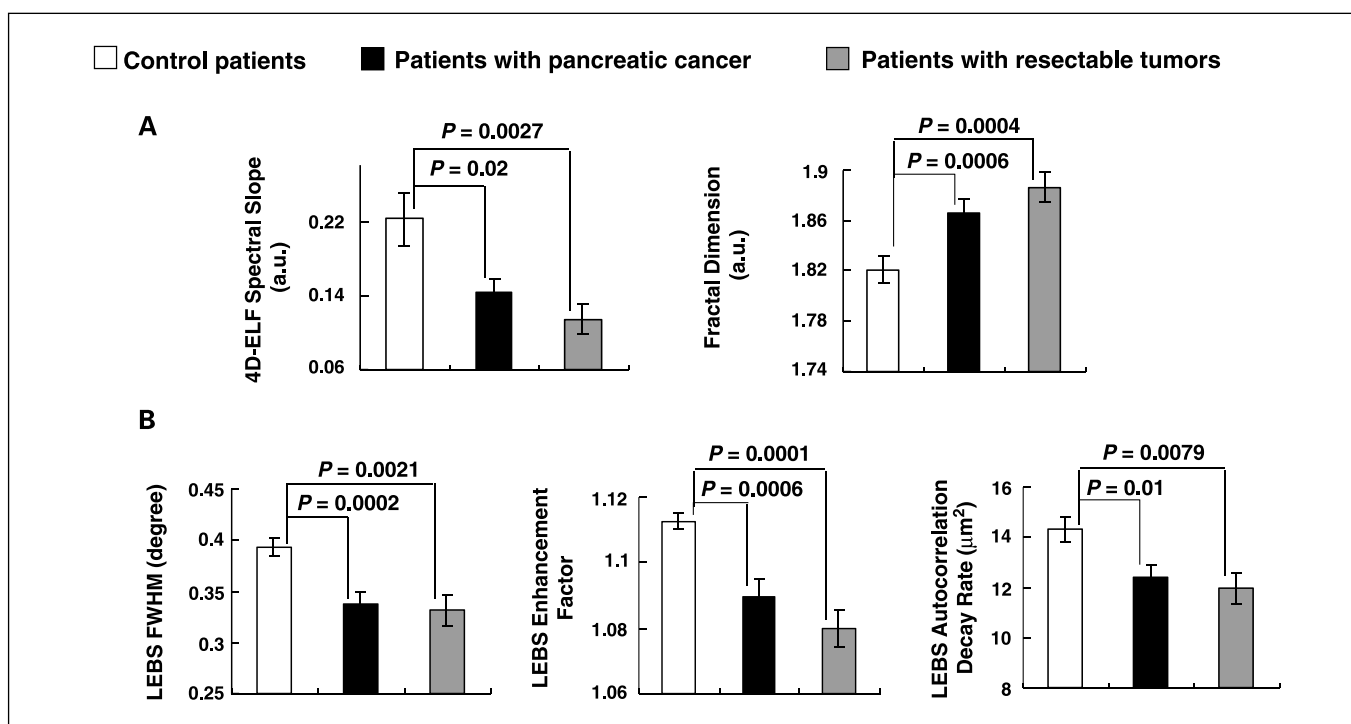 Control patients Patients with pancreatic cancer Patients with resectable tumors
A
4D-ELF Spectral Slope
(a.u.)
0.22
0.14
0.06
P = 0.0027
P = 0.02
Fractal Dimension
(a.u.)
1.9
1.86
1.82
1.78
1.74
P = 0.0004
P = 0.0006
B
LEBS FWHM (degree)
0.45
0.4
0.35
0.3
0.25
P = 0.0021
P = 0.0002
LEBS Enhancement
Factor
1.12
1.1
1.08
1.06
P = 0.0001
P = 0.0006
LEBS Autocorrelation
Decay Rate (μm²)
16
14
12
10
8
P = 0.0079
P = 0.01